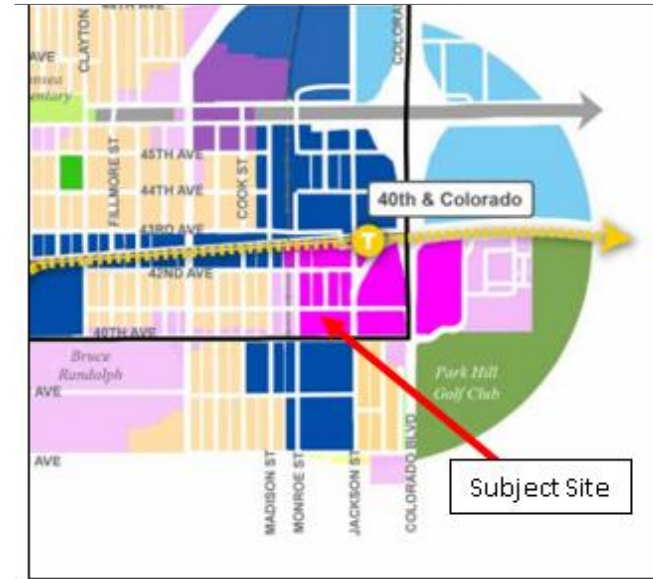 CLAYTON
COLORA
AVE
45TH AVE
FILLMORE ST
COOK ST
44TH AVE
40th & Colorado
43RD AVE
T
42ND AVE
40TH AVE
Bruce
Randolph
Park Hill
Golf Club
AVE
AVE
MADISON ST
MONROE ST
JACKSON ST
COLORADO BLVD
Subject Site